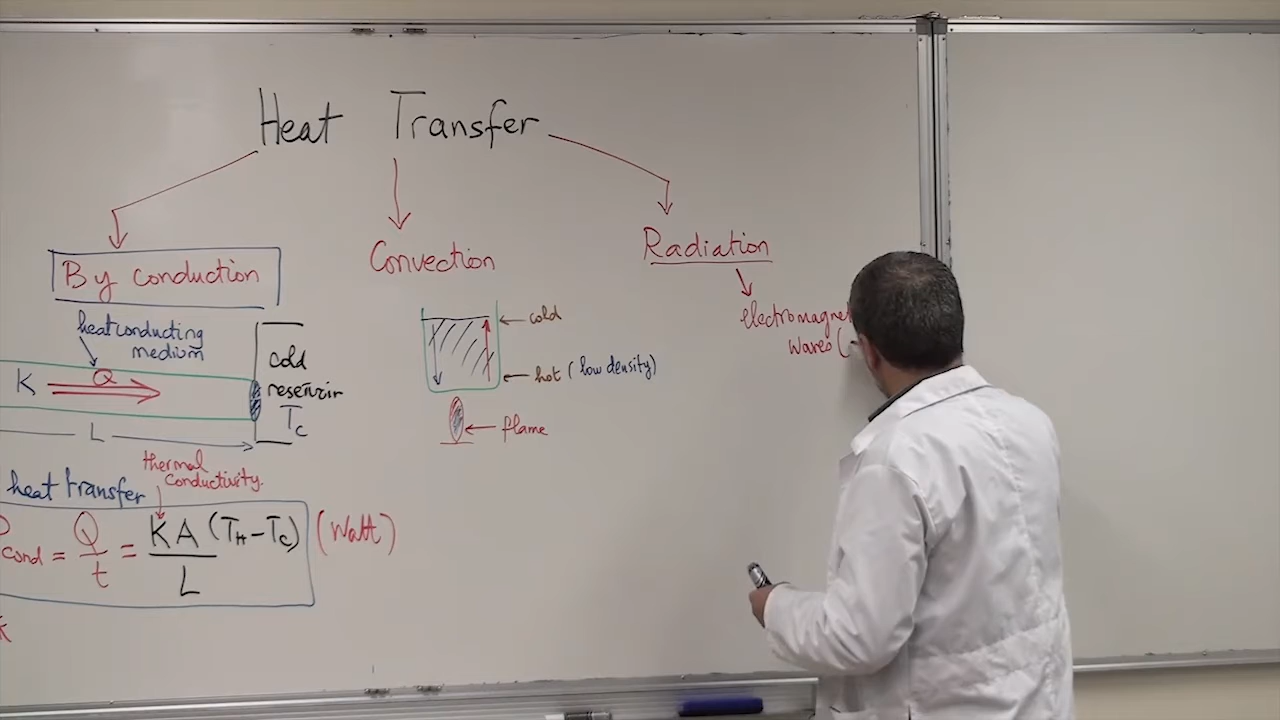 Heat Transfer
By conduction
Convection
Radiation
heat conducting
medium
cold
reservoir
Tc
K
Q
L
cold
hot (low density)
flame
electromagnet
waves (
thermal
conductivity.
heat transfer
cond = Q/t = KA(TH-Tc)/L (Watt)